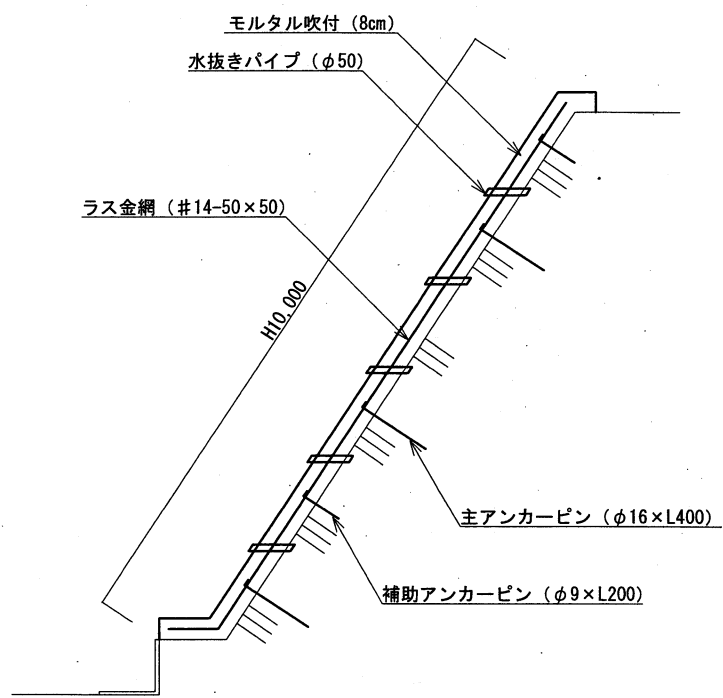 モルタル吹付（8cm）
水抜きパイプ（φ50）
ラス金網（＃14-50×50）
H10,000
主アンカーピン（φ16×L400）
補助アンカーピン（φ9×L200）